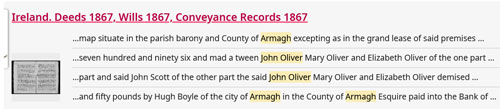 Ireland. Deeds 1867, Wills 1867, Conveyance Records 1867
...map situate in the parish barony and County of Armagh excepting as in the grand lease of said premises ...
...seven hundred and ninety six and mad a tween John Oliver Mary Oliver and Elizabeth Oliver of the one part ...
...part and said John Scott of the other part the said John Oliver Mary Oliver and Elizabeth Oliver demised ...
...and fifty pounds by Hugh Boyle of the city of Armagh in the County of Armagh Esquire paid into the Bank of ...